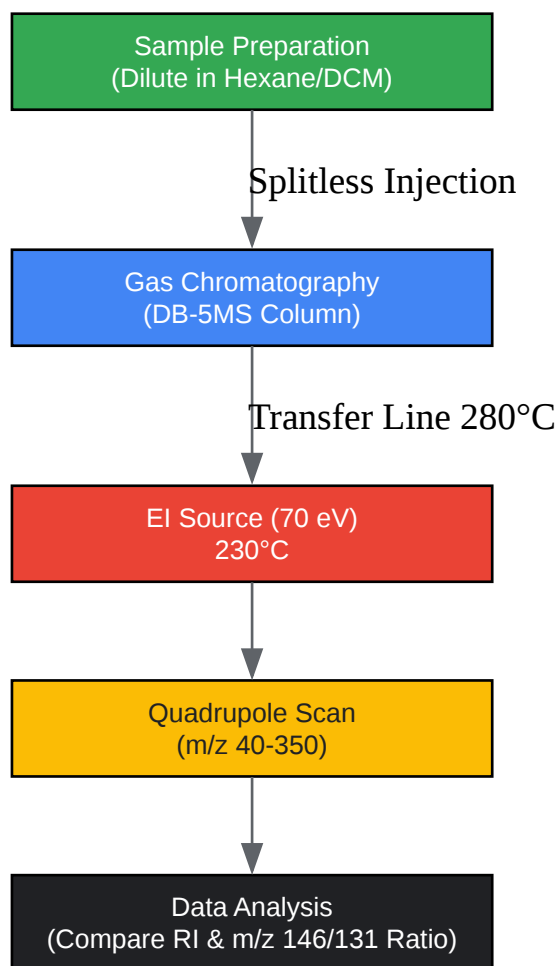 Sample Preparation
(Dilute in Hexane/DCM)
Splitless Injection
Gas Chromatography
(DB-5MS Column)
Transfer Line 280°C
EI Source (70 eV)
230°C
Quadrupole Scan
(m/z 40-350)
Data Analysis
(Compare RI & m/z 146/131 Ratio)